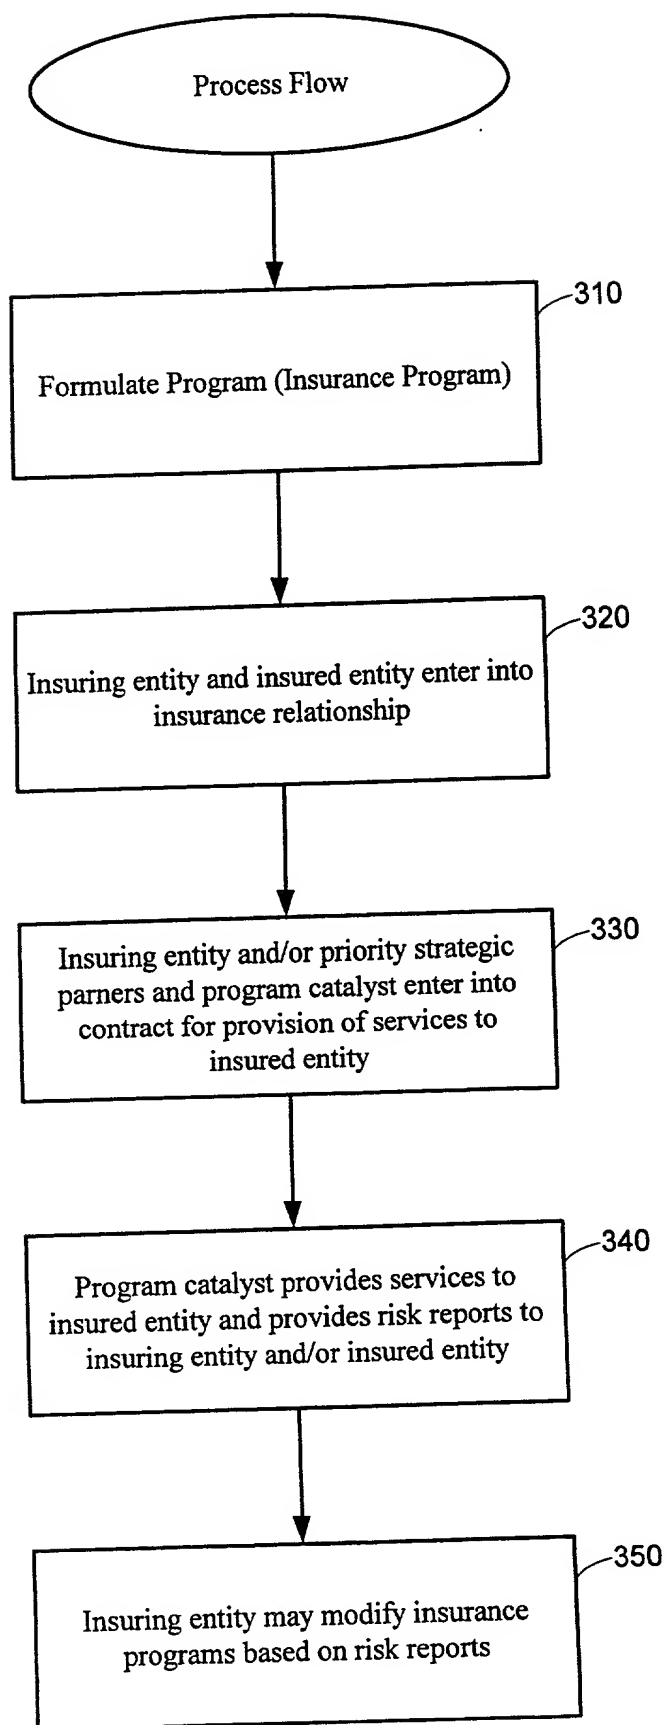 Process Flow
310
Formulate Program (Insurance Program)
320
Insuring entity and insured entity enter into
insurance relationship
330
Insuring entity and/or priority strategic
parners and program catalyst enter into
contract for provision of services to
insured entity
340
Program catalyst provides services to
insured entity and provides risk reports to
insuring entity and/or insured entity
350
Insuring entity may modify insurance
programs based on risk reports